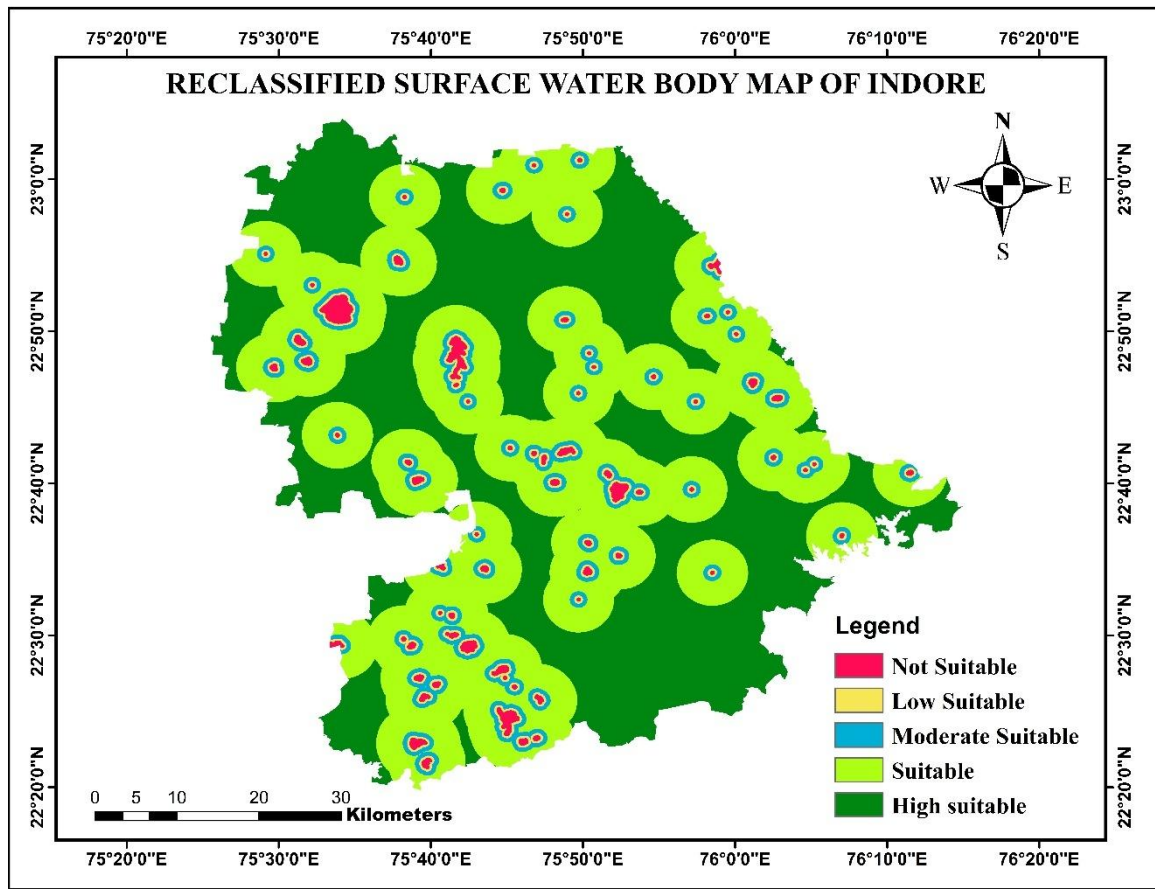 75°20'0"E 75°30'0"E 75°40'0"E 75°50'0"E 76°0'0"E 76°10'0"E 76°20'0"E
RECLASSIFIED SURFACE WATER BODY MAP OF INDORE
N
W E
S
23°0'0"N 23°0'0"N
22°50'0"N 22°50'0"N
22°40'0"N 22°40'0"N
22°30'0"N 22°30'0"N
22°20'0"N 22°20'0"N
Legend
Not Suitable
Low Suitable
Moderate Suitable
Suitable
High suitable
0 5 10 20 30
Kilometers
75°20'0"E 75°30'0"E 75°40'0"E 75°50'0"E 76°0'0"E 76°10'0"E 76°20'0"E